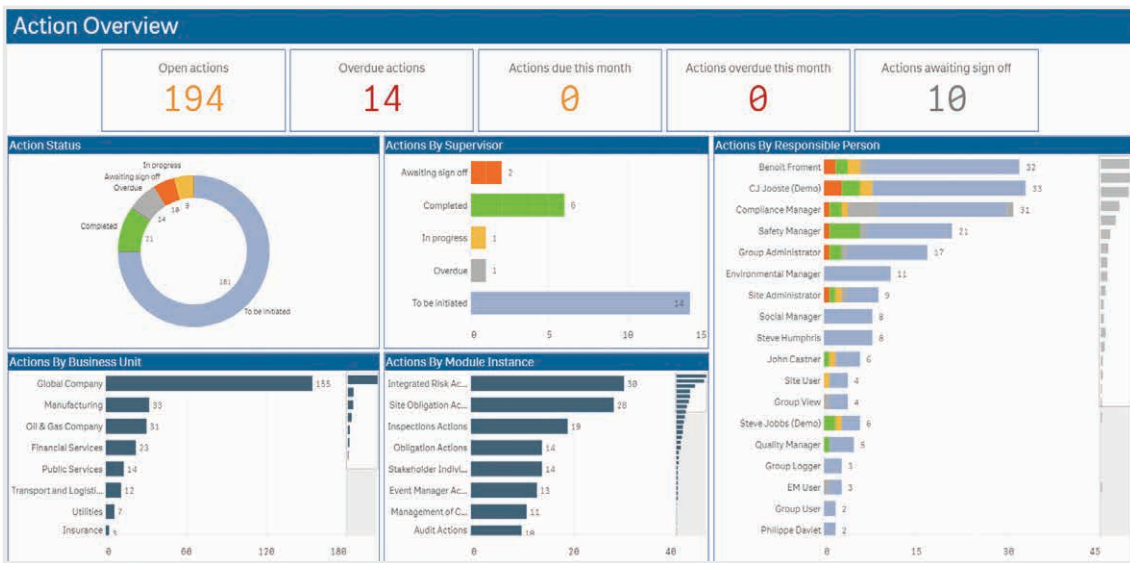 Action Overview
Open actions
194
Overdue actions
14
Actions due this month
0
Actions overdue this month
0
Actions awaiting sign off
10
Action Status
In progress
Awaiting sign off
Overdue
Completed
To be initiated
14
21
181
Actions By Supervisor
Awaiting sign off 2
Completed 6
In progress 1
Overdue 1
To be initiated 14
0 5 10 15
Actions By Responsible Person
Benoit Froment 32
CJ Jooste (Demo) 33
Compliance Manager 31
Safety Manager 21
Group Administrator 17
Environmental Manager 11
Site Administrator 9
Social Manager 8
Steve Humphris 8
John Castner 6
Site User 4
Group View 4
Steve Jobbs (Demo) 6
Quality Manager 5
Group Logger 3
EM User 3
Group User 2
Philippe Daviet 2
0 15 30 45
Actions By Business Unit
Global Company 155
Manufacturing 33
Oil & Gas Company 31
Financial Services 23
Public Services 14
Transport and Logisti... 12
Utilities 7
Insurance
0 60 120 180
Actions By Module Instance
Integrated Risk Ac... 30
Site Obligation Ac... 28
Inspections Actions 19
Obligation Actions 14
Stakeholder Indivi... 14
Event Manager Ac... 13
Management of C... 11
Audit Actions 10
0 20 40